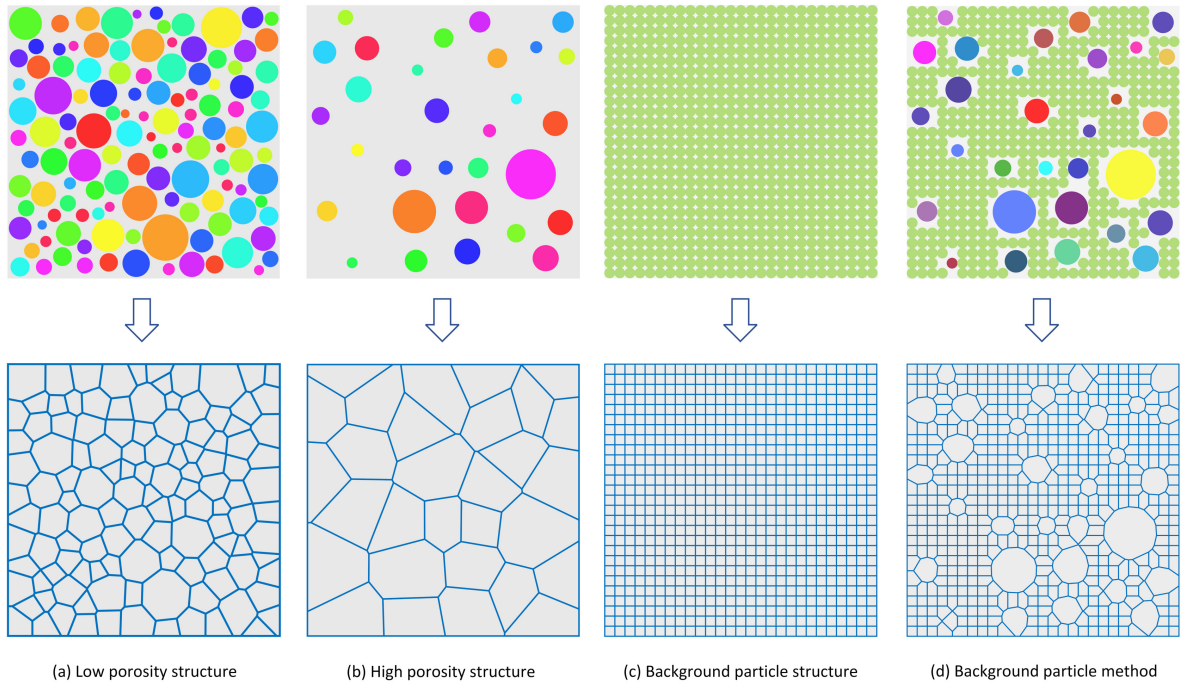 (a) Low porosity structure
(b) High porosity structure
(c) Background particle structure
(d) Background particle method